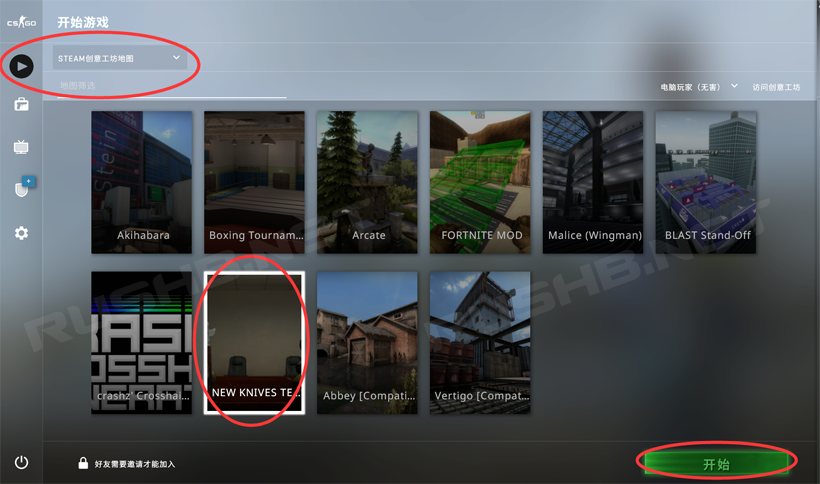 CS GO
开始游戏
STEAM创意工坊地图
地图筛选
电脑玩家（无害）
访问创意工坊
Stein
Akihabara
Boxing Tournam...
Arcate
FORTNITE MOD
Malice (Wingman)
BLAST Stand-Off
crashz' Crosshai...
NEW KNIVES TE...
Abbey [Compati...
Vertigo [Compat...
RUSHB.NET
好友需要邀请才能加入
开始